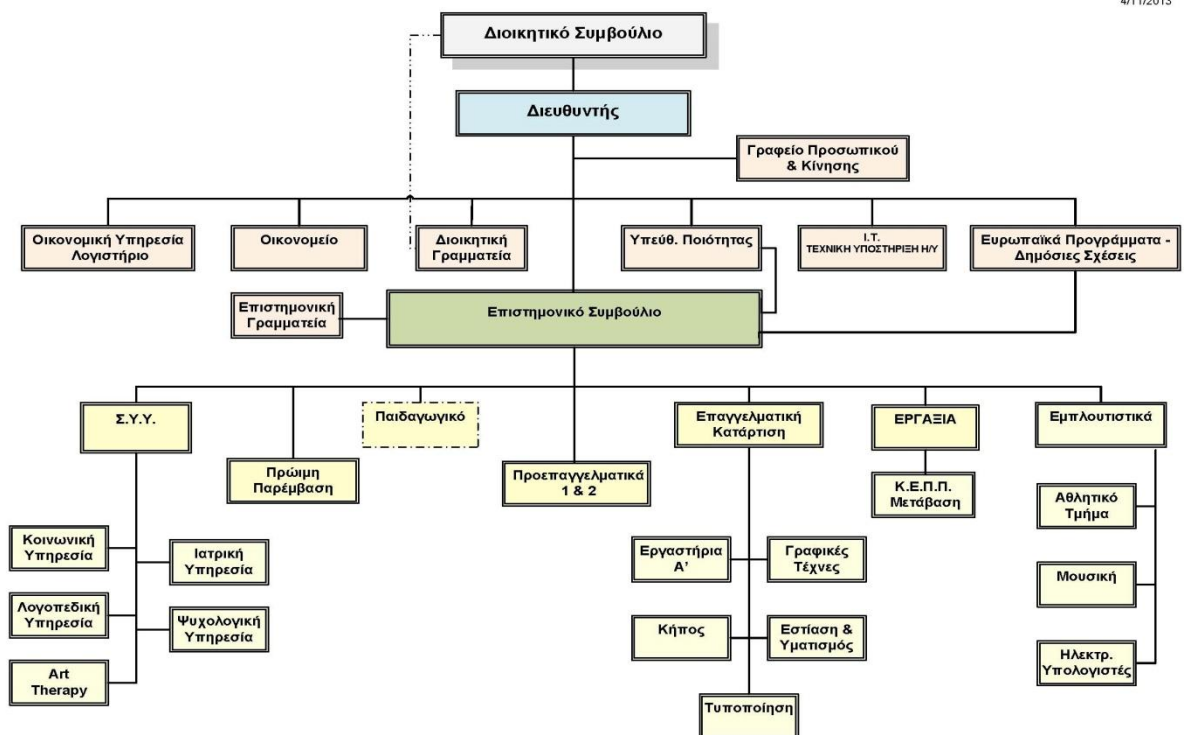 4/11/2013
Διοικητικό Συμβούλιο
Διευθυντής
Γραφείο Προσωπικού
& Κίνησης
Οικονομική Υπηρεσία
Λογιστήριο
Οικονομείο
Διοικητική
Γραμματεία
Υπεύθ. Ποιότητας
Ι.Τ.
ΤΕΧΝΙΚΗ ΥΠΟΣΤΗΡΙΞΗ Η/Υ
Ευρωπαϊκά Προγράμματα -
Δημόσιες Σχέσεις
Επιστημονική
Γραμματεία
Επιστημονικό Συμβούλιο
Σ.Υ.Υ.
Πρώιμη
Παρέμβαση
Παιδαγωγικό
Προεπαγγελματικά
1 & 2
Επαγγελματική
Κατάρτιση
ΕΡΓΑΞΙΑ
Κ.Ε.Π.Π.
Μετάβαση
Εμπλουτιστικά
Κοινωνική
Υπηρεσία
Ιατρική
Υπηρεσία
Λογοπεδική
Υπηρεσία
Ψυχολογική
Υπηρεσία
Art
Therapy
Εργαστήρια
Α'
Γραφικές
Τέχνες
Κήπος
Εστίαση &
Υματισμός
Τυποποίηση
Αθλητικό
Τμήμα
Μουσική
Ηλεκτρ.
Υπολογιστές